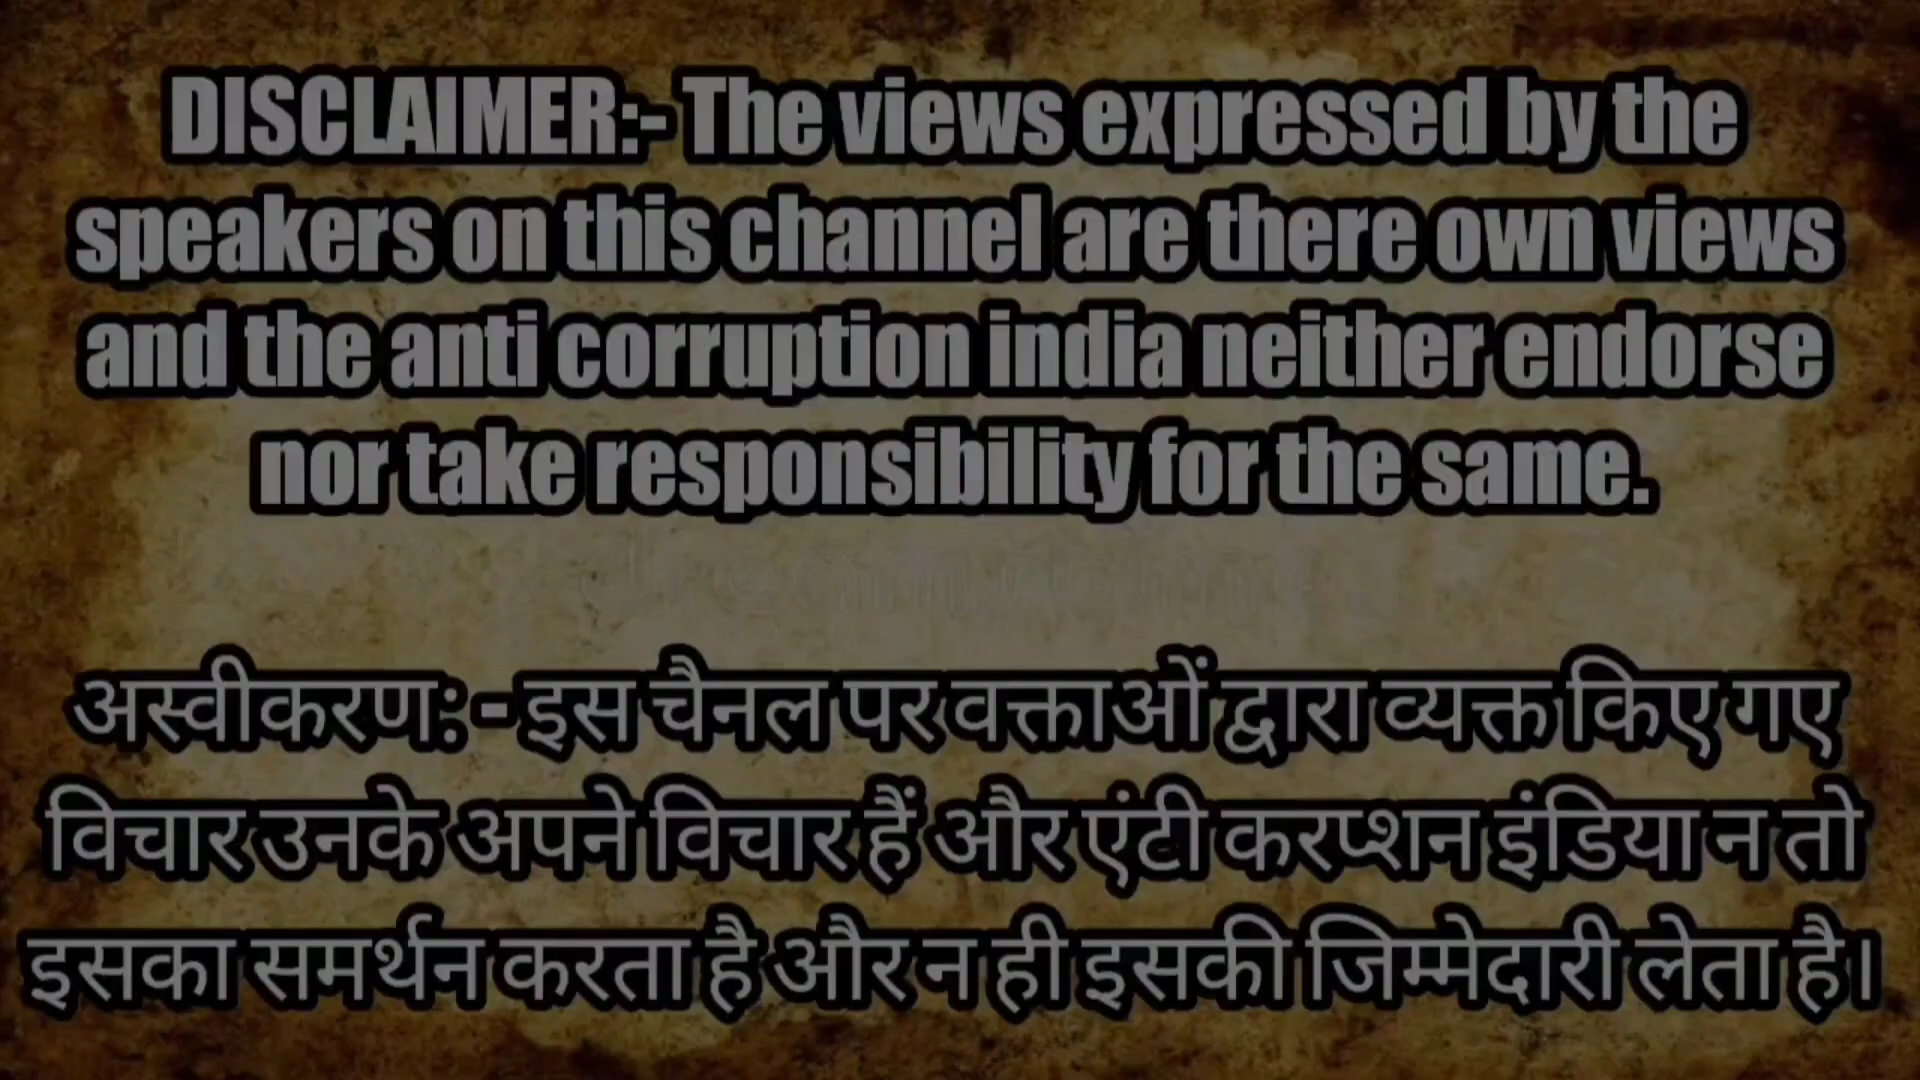 DISCLAIMER:- The views expressed by the
speakers on this channel are there own views
and the anti corruption india neither endorse
nor take responsibility for the same.
अस्वीकरण: - इस चैनल पर वक्ताओं द्वारा व्यक्त किए गए
विचार उनके अपने विचार हैं और एंटी करप्शन इंडिया न तो
इसका समर्थन करता है और न ही इसकी जिम्मेदारी लेता है।